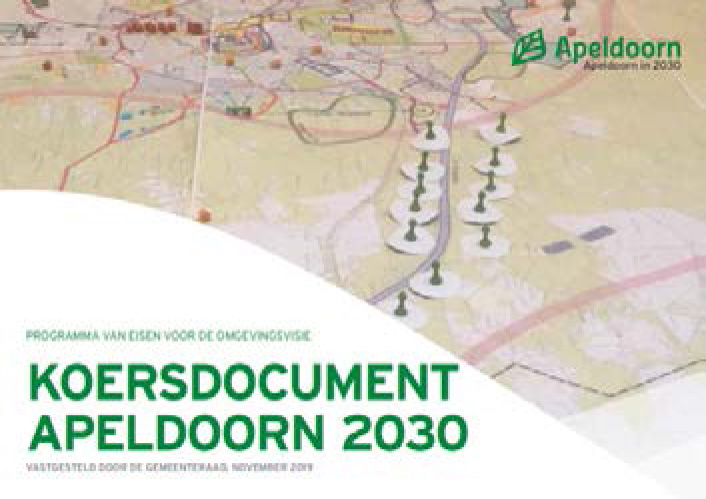 Apeldoorn
Apeldoorn in 2030
PROGRAMMA VAN EISEN VOOR DE OMGEVINGSVISIE
KOERSDOCUMENT
APELDOORN 2030
VASTGESTELD DOOR DE GEMEENTERAAD, NOVEMBER 2019